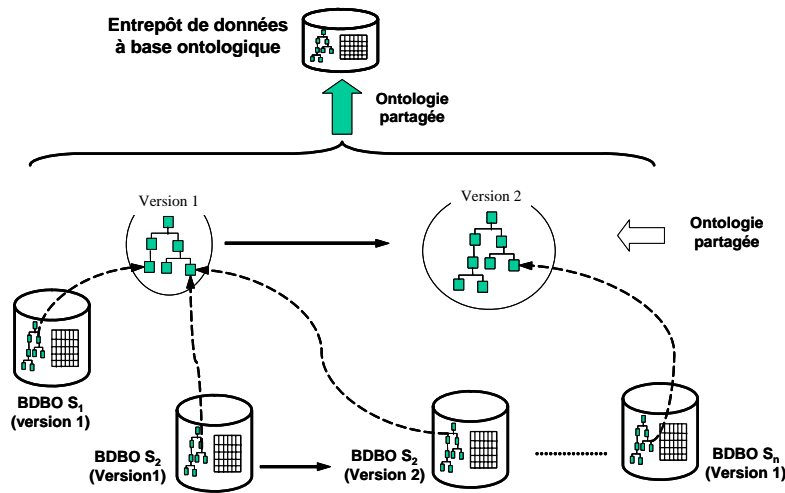 Entrepôt de données
à base ontologique
Ontologie
partagée
Version 1
Version 2
Ontologie
partagée
BDBO S1
(version 1)
BDBO S2
(Version1)
BDBO S2
(Version 2)
BDBO Sn
(Version 1)